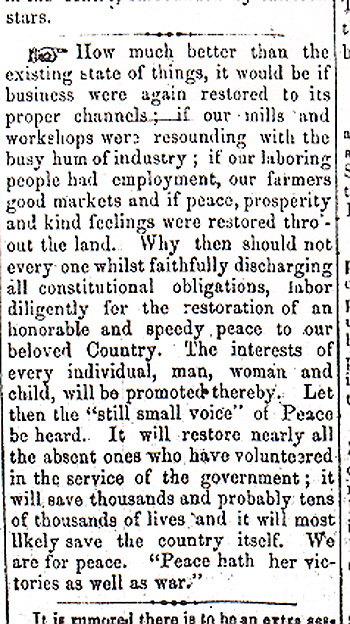 stars.
☞ How much better than the
existing state of things, it would be if
business were again restored to its
proper channels;—if our mills and
workshops were resounding with the
busy hum of industry ; if our laboring
people had employment, our farmers
good markets and if peace, prosperity
and kind feelings were restored thro'-
out the land. Why then should not
every one whilst faithfully discharging
all constitutional obligations, labor
diligently for the restoration of an
honorable and speedy peace to our
beloved Country. The interests of
every individual, man, woman and
child, will be promoted thereby. Let
then the "still small voice" of Peace
be heard. It will restore nearly all
the absent ones who have volunteered
in the service of the government ; it
will save thousands and probably tens
of thousands of lives and it will most
likely save the country itself. We
are for peace. "Peace hath her vic-
tories as well as war."
It is rumored there is to be an extra